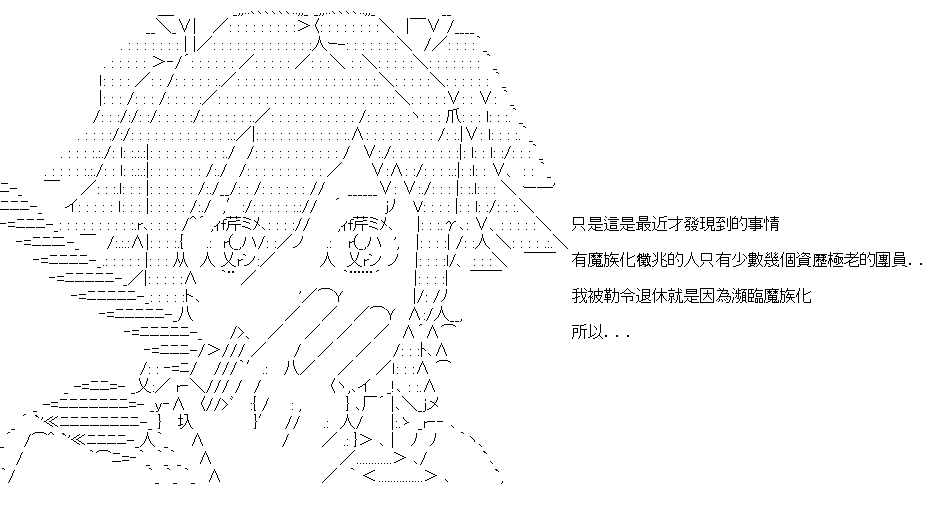 只是這是最近才發現到的事情
有魔族化徵兆的人只有少數幾個資歷極老的團員..
我被勒令退休就是因為瀕臨魔族化
所以...